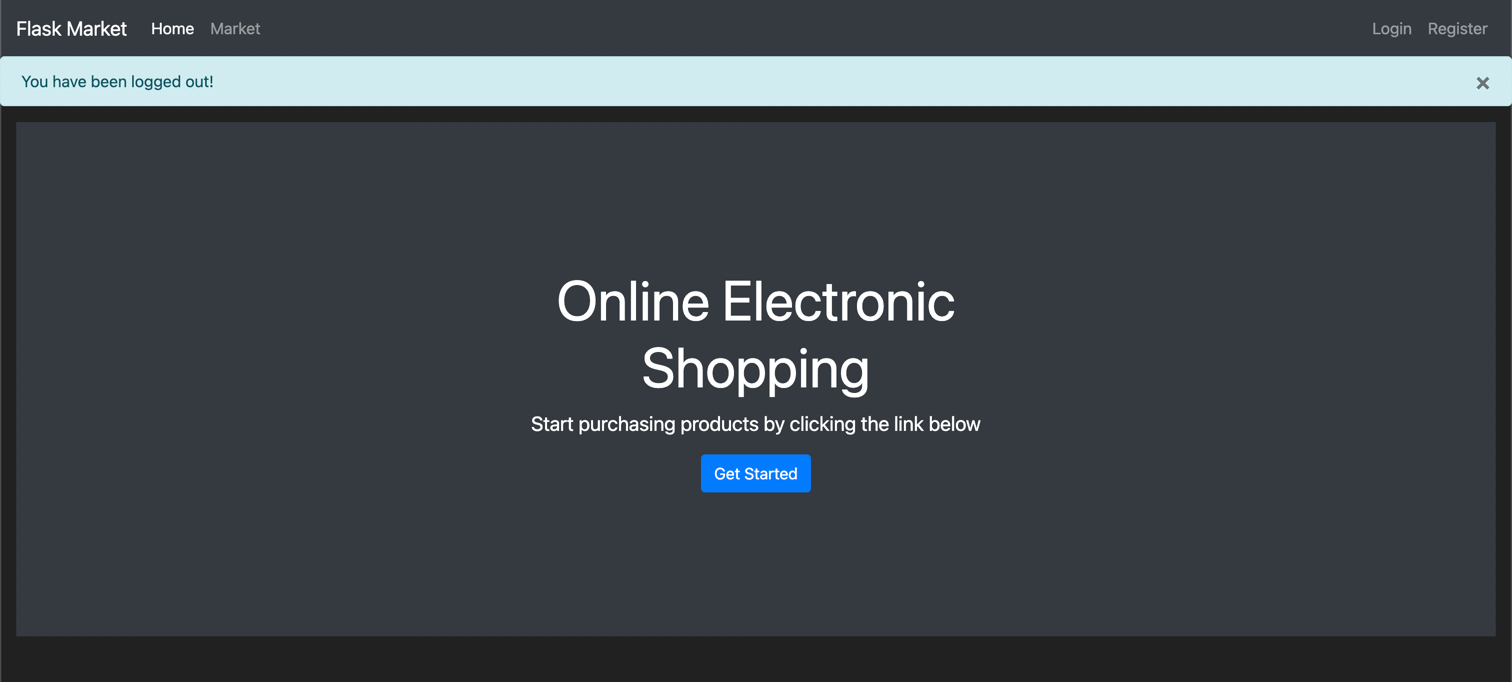 Flask Market Home Market Login Register
You have been logged out! ×
Online Electronic
Shopping
Start purchasing products by clicking the link below
Get Started